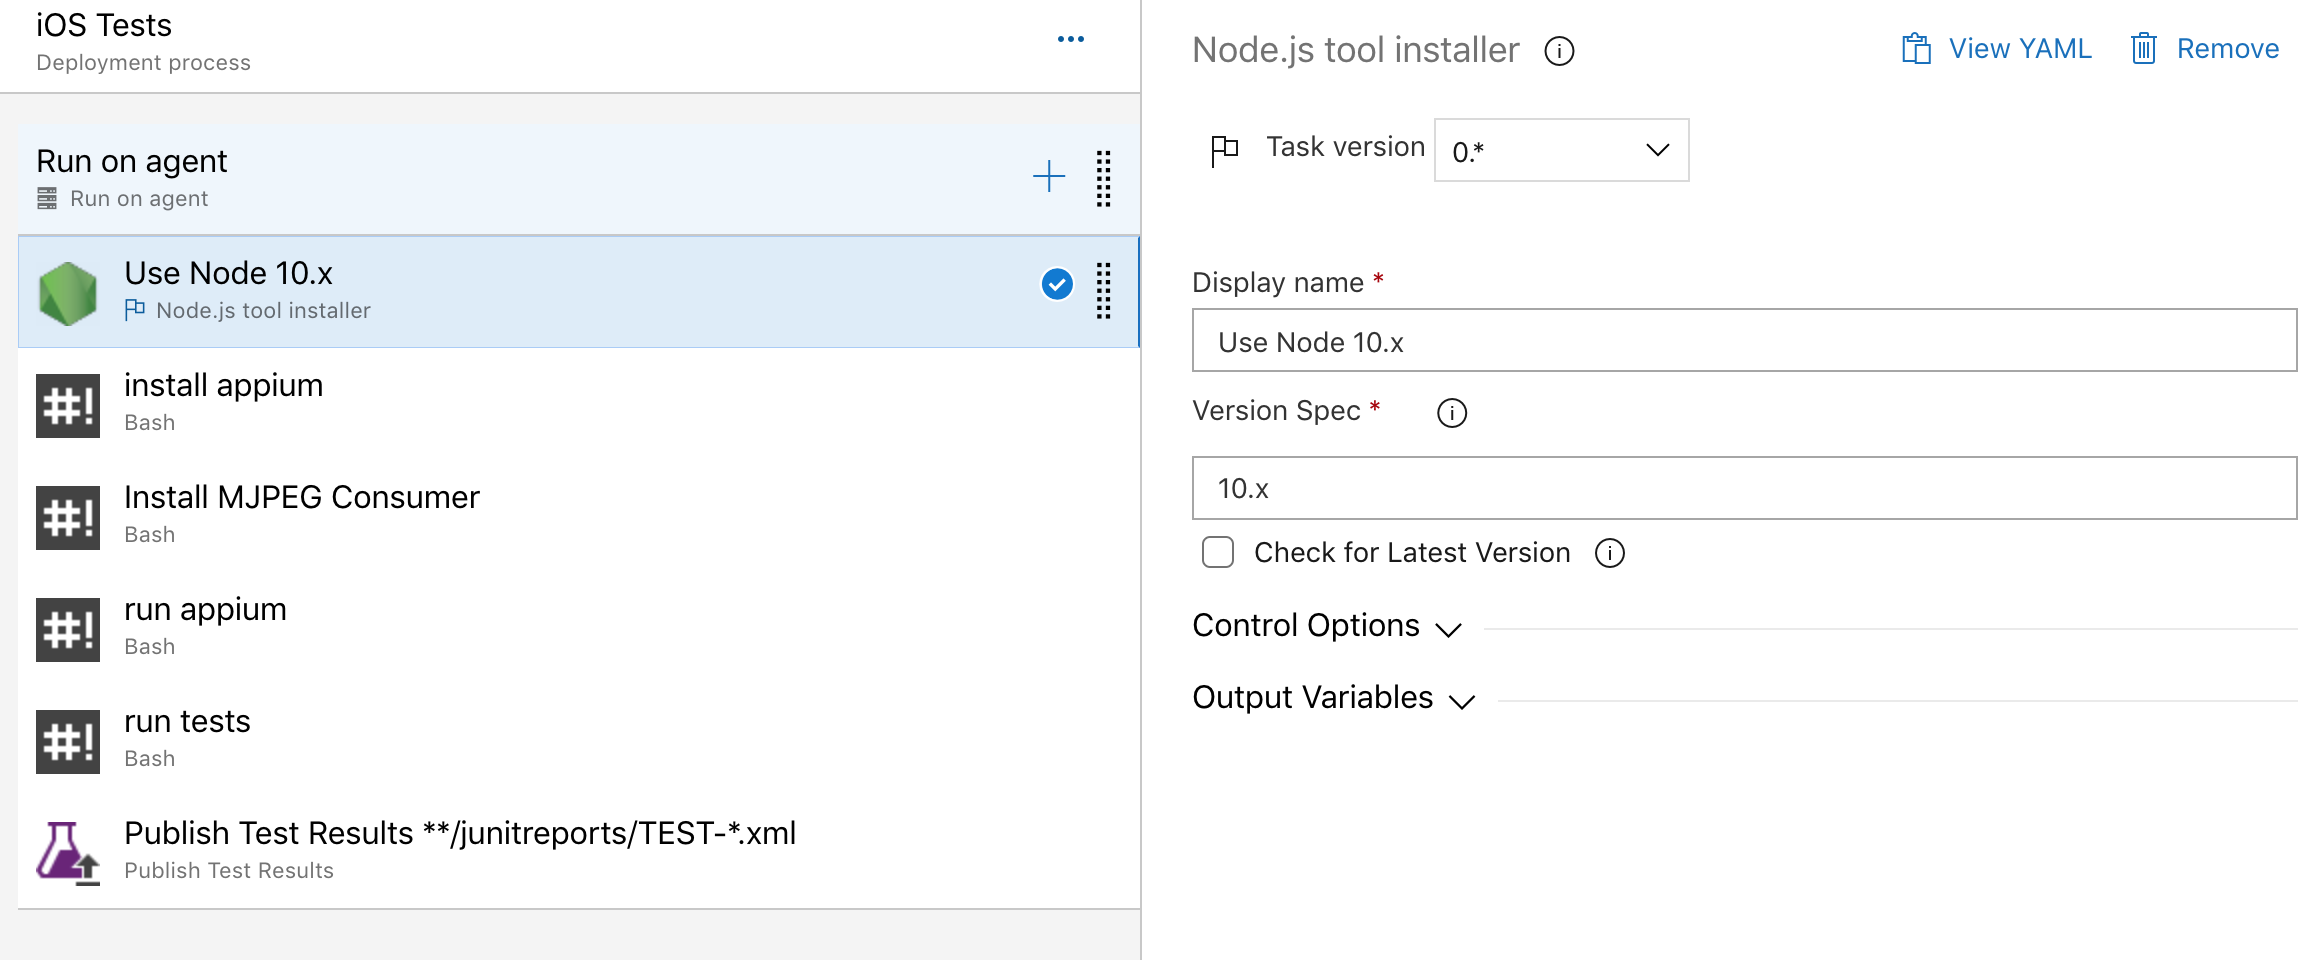 iOS Tests
Deployment process
Run on agent
Run on agent
Use Node 10.x
Node.js tool installer
install appium
Bash
Install MJPEG Consumer
Bash
run appium
Bash
run tests
Bash
Publish Test Results **/junitreports/TEST-*.xml
Publish Test Results
Node.js tool installer
View YAML
Remove
Task version 0.*
Display name *
Use Node 10.x
Version Spec *
10.x
Check for Latest Version
Control Options
Output Variables